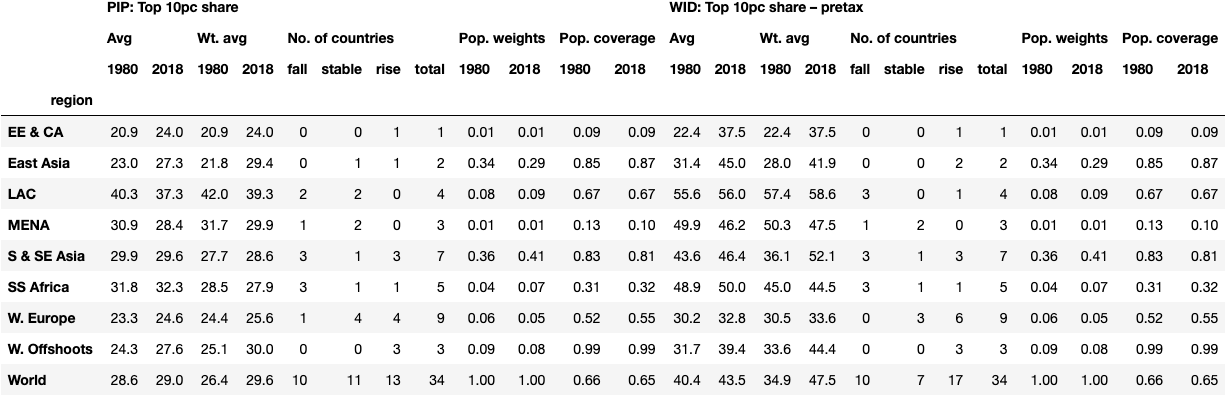 PIP: Top 10pc share WID: Top 10pc share – pretax
Avg Wt. avg No. of countries Pop. weights Pop. coverage Avg Wt. avg No. of countries Pop. weights Pop. coverage
1980 2018 1980 2018 fall stable rise total 1980 2018 1980 2018 1980 2018 1980 2018 fall stable rise total 1980 2018 1980 2018
region
EE & CA 20.9 24.0 20.9 24.0 0 0 1 1 0.01 0.01 0.09 0.09 22.4 37.5 22.4 37.5 0 0 1 1 0.01 0.01 0.09 0.09
East Asia 23.0 27.3 21.8 29.4 0 1 1 2 0.34 0.29 0.85 0.87 31.4 45.0 28.0 41.9 0 0 2 2 0.34 0.29 0.85 0.87
LAC 40.3 37.3 42.0 39.3 2 2 0 4 0.08 0.09 0.67 0.67 55.6 56.0 57.4 58.6 3 0 1 4 0.08 0.09 0.67 0.67
MENA 30.9 28.4 31.7 29.9 1 2 0 3 0.01 0.01 0.13 0.10 49.9 46.2 50.3 47.5 1 2 0 3 0.01 0.01 0.13 0.10
S & SE Asia 29.9 29.6 27.7 28.6 3 1 3 7 0.36 0.41 0.83 0.81 43.6 46.4 36.1 52.1 3 1 3 7 0.36 0.41 0.83 0.81
SS Africa 31.8 32.3 28.5 27.9 3 1 1 5 0.04 0.07 0.31 0.32 48.9 50.0 45.0 44.5 3 1 1 5 0.04 0.07 0.31 0.32
W. Europe 23.3 24.6 24.4 25.6 1 4 4 9 0.06 0.05 0.52 0.55 30.2 32.8 30.5 33.6 0 3 6 9 0.06 0.05 0.52 0.55
W. Offshoots 24.3 27.6 25.1 30.0 0 0 3 3 0.09 0.08 0.99 0.99 31.7 39.4 33.6 44.4 0 0 3 3 0.09 0.08 0.99 0.99
World 28.6 29.0 26.4 29.6 10 11 13 34 1.00 1.00 0.66 0.65 40.4 43.5 34.9 47.5 10 7 17 34 1.00 1.00 0.66 0.65